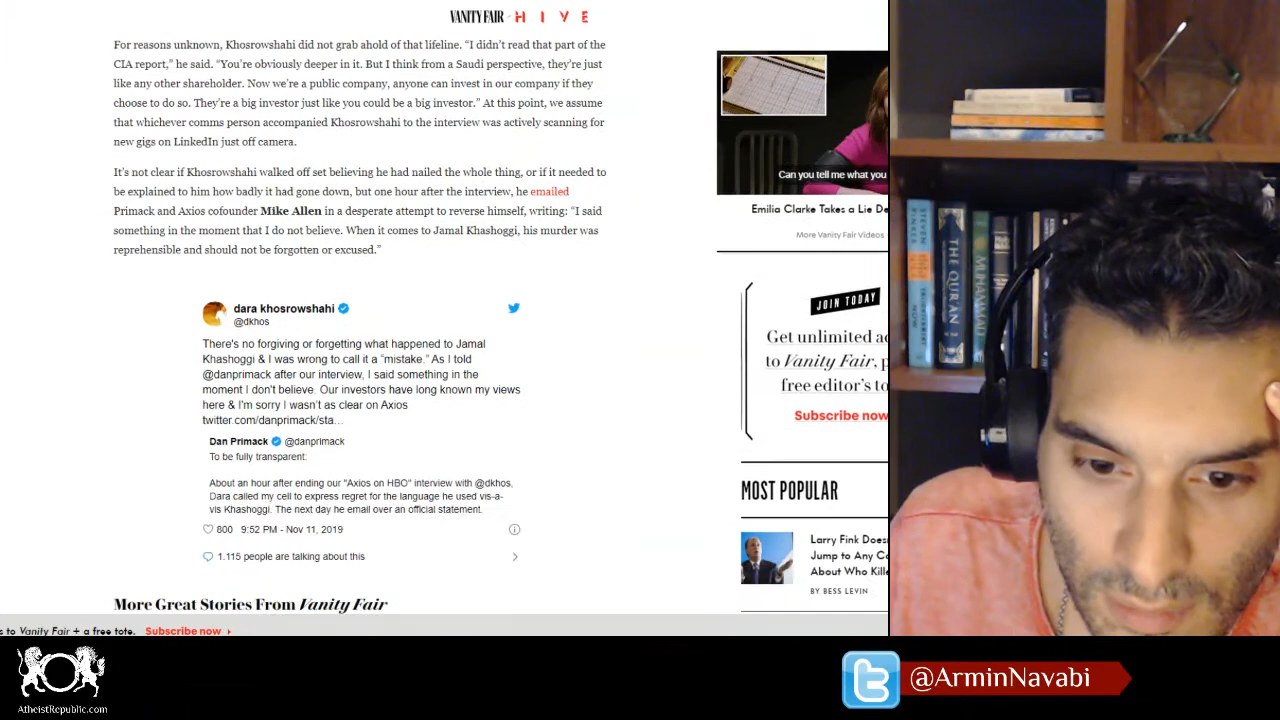 VANITY FAIR HIVE
For reasons unknown, Khosrowshahi did not grab ahold of that lifeline. “I didn’t read that part of the
CIA report,” he said. “You’re obviously deeper in it. But I think from a Saudi perspective, they’re just
like any other shareholder. Now we’re a public company, anyone can invest in our company if they
choose to do so. They’re a big investor just like you could be a big investor.” At this point, we assume
that whichever comms person accompanied Khosrowshahi to the interview was actively scanning for
new gigs on LinkedIn just off camera.
It’s not clear if Khosrowshahi walked off set believing he had nailed the whole thing, or if it needed to
be explained to him how badly it had gone down, but one hour after the interview, he emailed
Primack and Axios cofounder Mike Allen in a desperate attempt to reverse himself, writing: “I said
something in the moment that I do not believe. When it comes to Jamal Khashoggi, his murder was
reprehensible and should not be forgotten or excused.”
dara khosrowshahi
@dkhos
There's no forgiving or forgetting what happened to Jamal
Khashoggi & I was wrong to call it a “mistake.” As I told
@danprimack after our interview, I said something in the
moment I don't believe. Our investors have long known my views
here & I'm sorry I wasn't as clear on Axios
twitter.com/danprimack/sta…
Dan Primack @danprimack
To be fully transparent:
About an hour after ending our "Axios on HBO" interview with @dkhos,
Dara called my cell to express regret for the language he used vis-a-
vis Khashoggi. The next day he email over an official statement.
800 9:52 PM - Nov 11, 2019
1,115 people are talking about this
More Great Stories From Vanity Fair
s to Vanity Fair + a free tote. Subscribe now
Can you tell me what you
Emilia Clarke Takes a Lie De
More Vanity Fair Videos
JOIN TODAY
Get unlimited ac
to Vanity Fair, p
free editor's to
Subscribe now
MOST POPULAR
Larry Fink Does
Jump to Any Co
About Who Kille
BY BESS LEVIN
STEVEN
PINKER
NOW
THE QURAN
MUHAMMAD
AtheistRepublic.com
@ArminNavabi